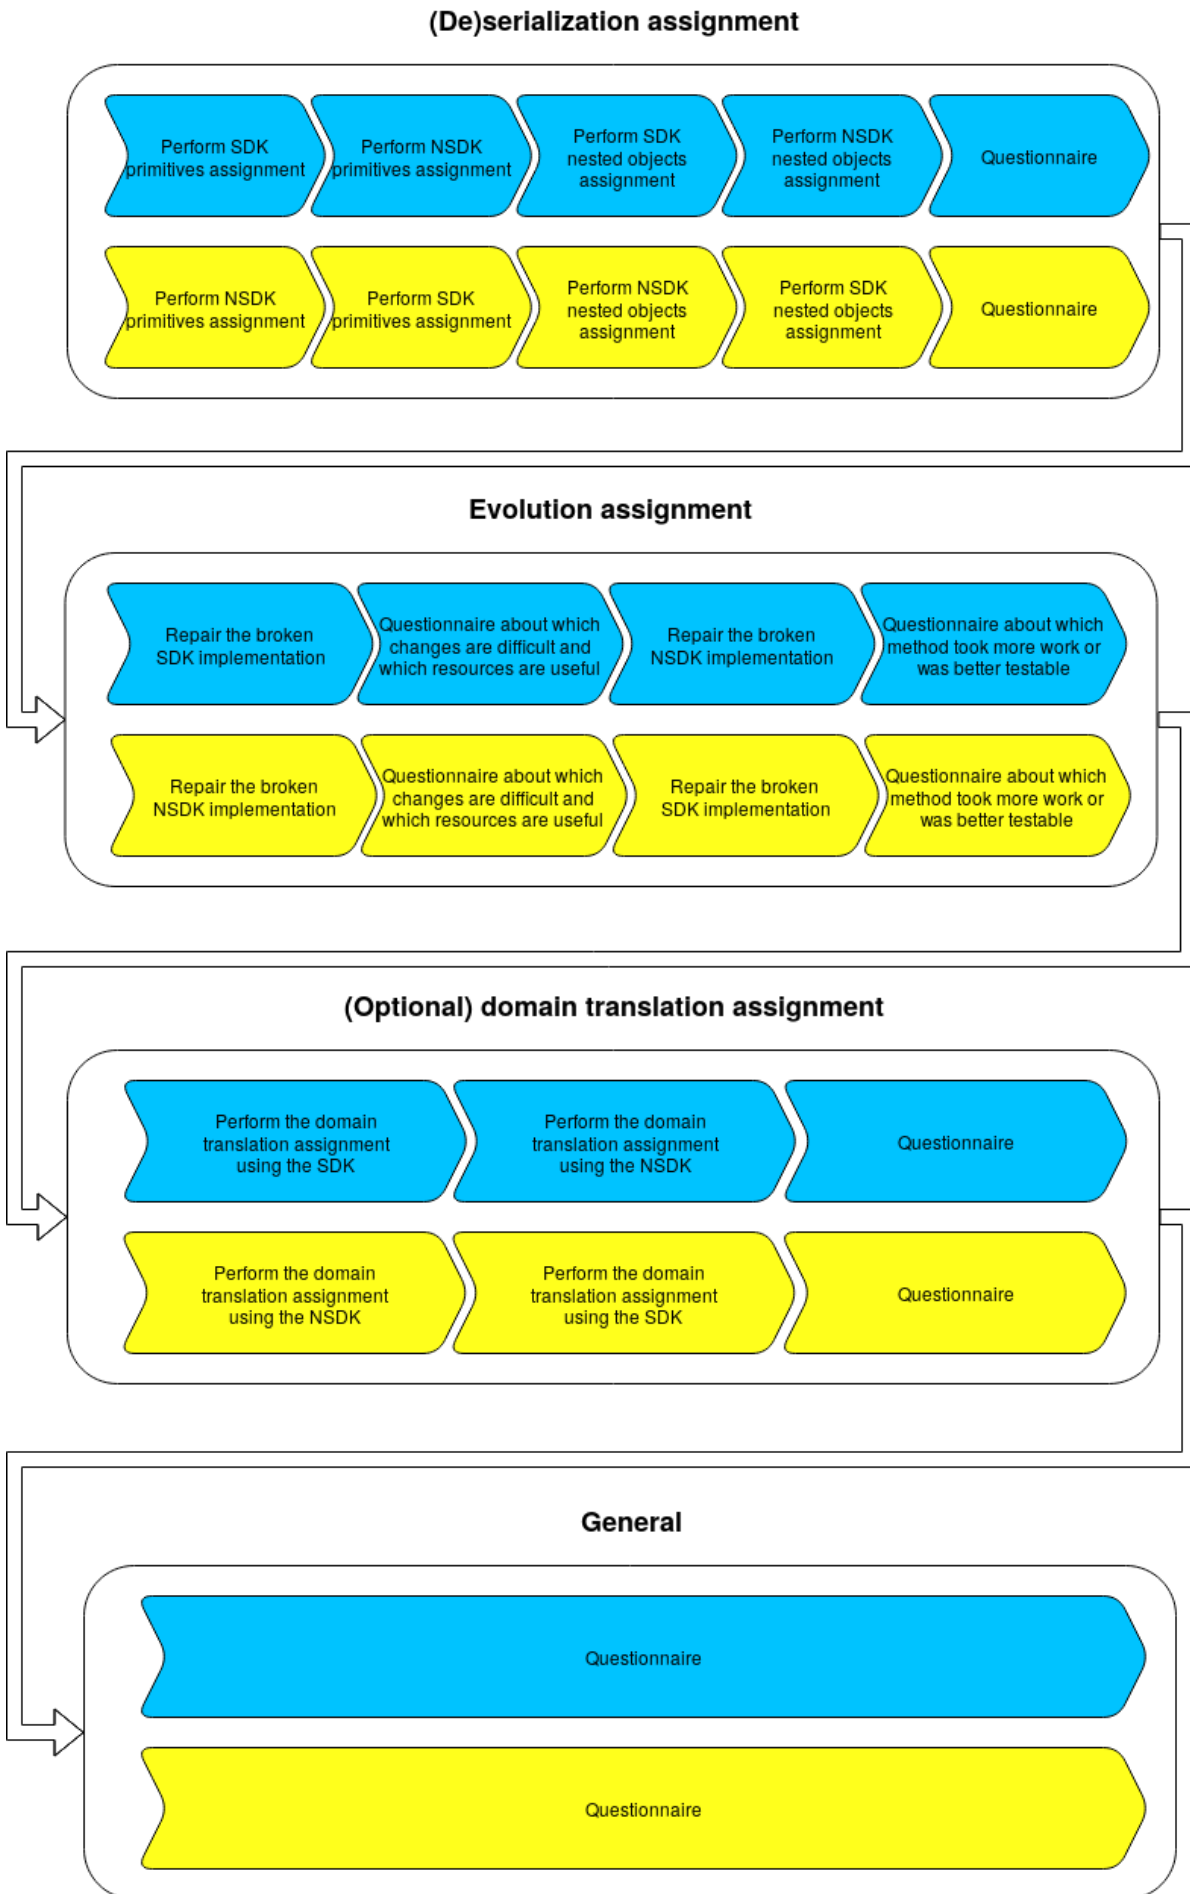 (De)serialization assignment
Perform SDK
primitives assignment
Perform NSDK
primitives assignment
Perform SDK
nested objects
assignment
Perform NSDK
nested objects
assignment
Questionnaire
Perform NSDK
primitives assignment
Perform SDK
primitives assignment
Perform NSDK
nested objects
assignment
Perform SDK
nested objects
assignment
Questionnaire
Evolution assignment
Repair the broken
SDK implementation
Questionnaire about which
changes are difficult and
which resources are useful
Repair the broken
NSDK implementation
Questionnaire about which
method took more work or
was better testable
Repair the broken
NSDK implementation
Questionnaire about which
changes are difficult and
which resources are useful
Repair the broken
SDK implementation
Questionnaire about which
method took more work or
was better testable
(Optional) domain translation assignment
Perform the domain
translation assignment
using the SDK
Perform the domain
translation assignment
using the NSDK
Questionnaire
Perform the domain
translation assignment
using the NSDK
Perform the domain
translation assignment
using the SDK
Questionnaire
General
Questionnaire
Questionnaire